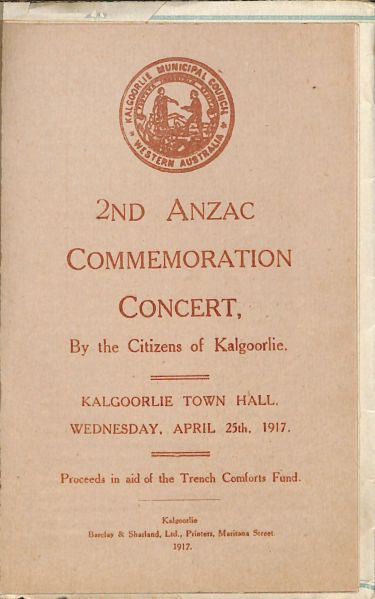 KALGOORLIE MUNICIPAL COUNCIL
WESTERN AUSTRALIA
2ND ANZAC
COMMEMORATION
CONCERT,
By the Citizens of Kalgoorlie.
KALGOORLIE TOWN HALL,
WEDNESDAY, APRIL 25th, 1917.
Proceeds in aid of the Trench Comforts Fund.
Kalgoorlie
Barclay & Sharland, Ltd., Printers, Maritana Street
1917.